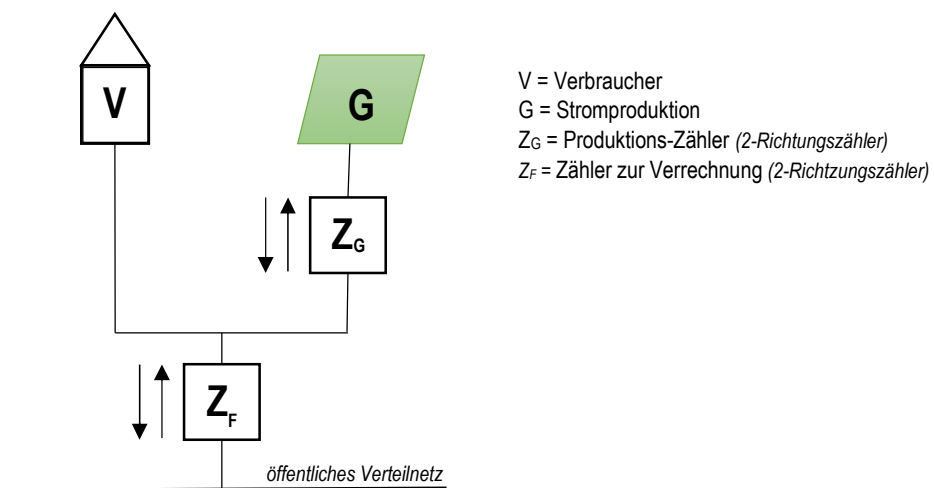 V
G
V = Verbraucher
G = Stromproduktion
ZG = Produktions-Zähler (2-Richtungszähler)
ZF = Zähler zur Verrechnung (2-Richtzungszähler)
ZG
ZF
öffentliches Verteilnetz